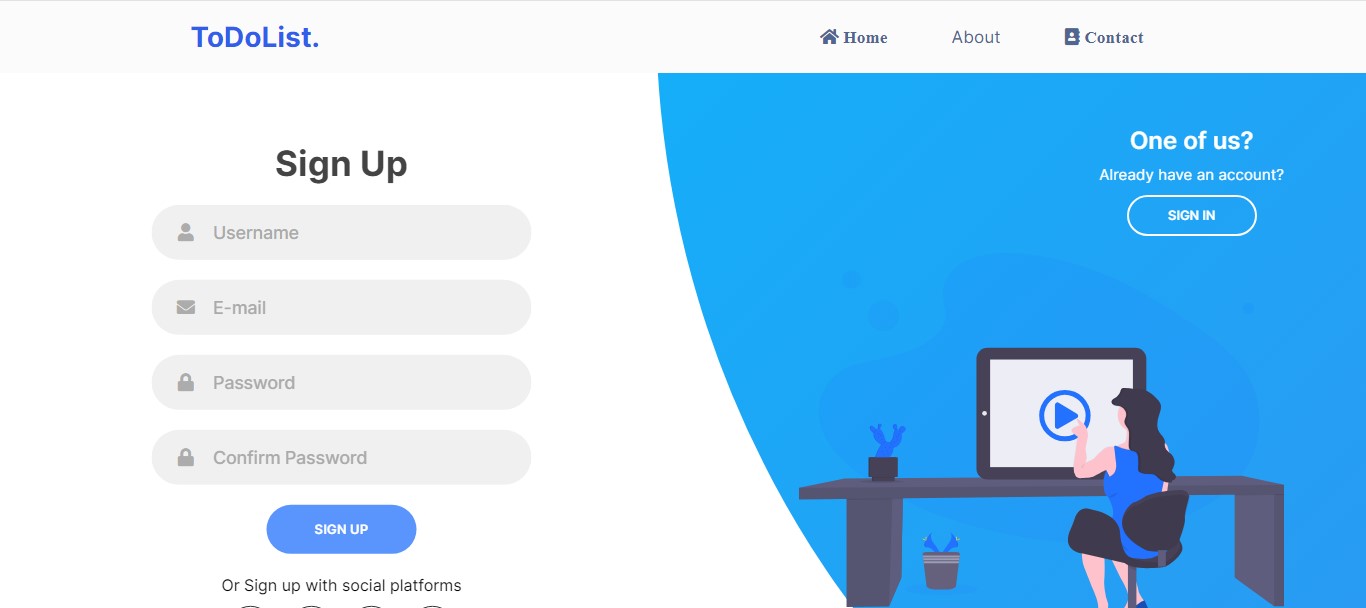 ToDoList.
Home About Contact
Sign Up
Username
E-mail
Password
Confirm Password
SIGN UP
Or Sign up with social platforms
One of us?
Already have an account?
SIGN IN